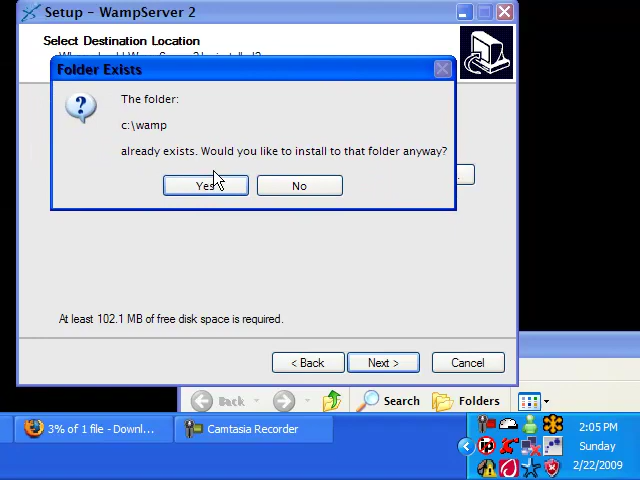 Setup - WampServer 2
Select Destination Location
Folder Exists
The folder:
c:\wamp
already exists. Would you like to install to that folder anyway?
Yes
No
At least 102.1 MB of free disk space is required.
< Back
Next >
Cancel
Back
Search
Folders
3% of 1 file - Downl...
Camtasia Recorder
2:05 PM
Sunday
2/22/2009